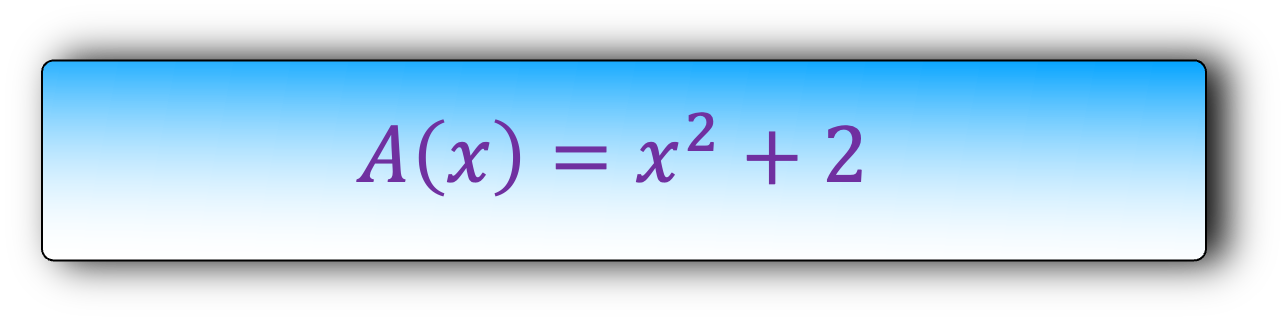 A(x) = x² + 2